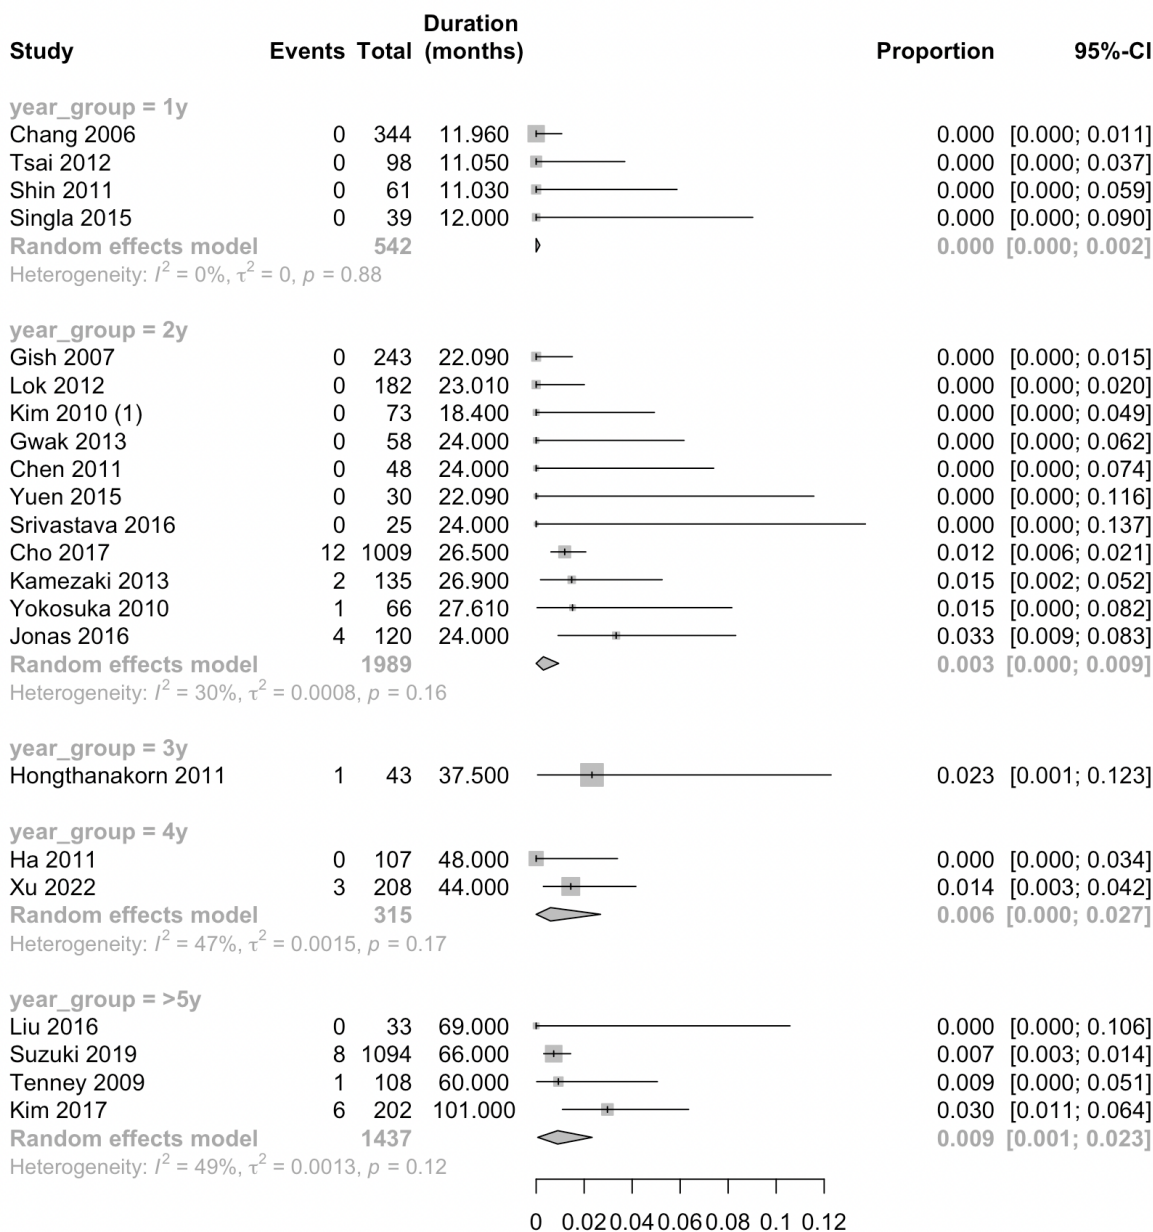 Duration
Study Events Total (months) Proportion 95%-CI
year_group = 1y
Chang 2006 0 344 11.960 0.000 [0.000; 0.011]
Tsai 2012 0 98 11.050 0.000 [0.000; 0.037]
Shin 2011 0 61 11.030 0.000 [0.000; 0.059]
Singla 2015 0 39 12.000 0.000 [0.000; 0.090]
Random effects model 542 0.000 [0.000; 0.002]
Heterogeneity: I² = 0%, τ² = 0, p = 0.88
year_group = 2y
Gish 2007 0 243 22.090 0.000 [0.000; 0.015]
Lok 2012 0 182 23.010 0.000 [0.000; 0.020]
Kim 2010 (1) 0 73 18.400 0.000 [0.000; 0.049]
Gwak 2013 0 58 24.000 0.000 [0.000; 0.062]
Chen 2011 0 48 24.000 0.000 [0.000; 0.074]
Yuen 2015 0 30 22.090 0.000 [0.000; 0.116]
Srivastava 2016 0 25 24.000 0.000 [0.000; 0.137]
Cho 2017 12 1009 26.500 0.012 [0.006; 0.021]
Kamezaki 2013 2 135 26.900 0.015 [0.002; 0.052]
Yokosuka 2010 1 66 27.610 0.015 [0.000; 0.082]
Jonas 2016 4 120 24.000 0.033 [0.009; 0.083]
Random effects model 1989 0.003 [0.000; 0.009]
Heterogeneity: I² = 30%, τ² = 0.0008, p = 0.16
year_group = 3y
Hongthanakorn 2011 1 43 37.500 0.023 [0.001; 0.123]
year_group = 4y
Ha 2011 0 107 48.000 0.000 [0.000; 0.034]
Xu 2022 3 208 44.000 0.014 [0.003; 0.042]
Random effects model 315 0.006 [0.000; 0.027]
Heterogeneity: I² = 47%, τ² = 0.0015, p = 0.17
year_group = >5y
Liu 2016 0 33 69.000 0.000 [0.000; 0.106]
Suzuki 2019 8 1094 66.000 0.007 [0.003; 0.014]
Tenney 2009 1 108 60.000 0.009 [0.000; 0.051]
Kim 2017 6 202 101.000 0.030 [0.011; 0.064]
Random effects model 1437 0.009 [0.001; 0.023]
Heterogeneity: I² = 49%, τ² = 0.0013, p = 0.12
0 0.02 0.04 0.06 0.08 0.1 0.12